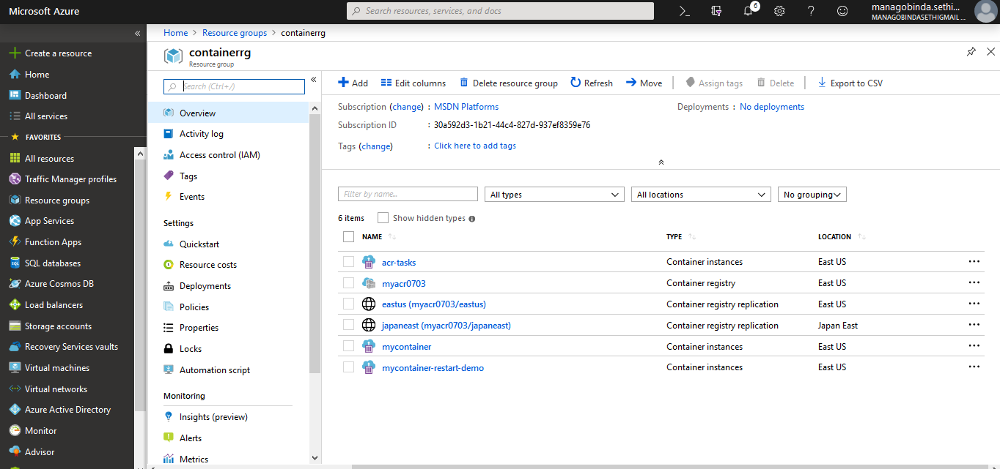 Microsoft Azure
Search resources, services, and docs
6
managobinda.sethi...
MANAGOBINDASETHIGMAIL ...
Create a resource
Home
Dashboard
All services
FAVORITES
All resources
Traffic Manager profiles
Resource groups
App Services
Function Apps
SQL databases
Azure Cosmos DB
Load balancers
Storage accounts
Recovery Services vaults
Virtual machines
Virtual networks
Azure Active Directory
Monitor
Advisor
Home > Resource groups > containerrg
containerrg
Resource group
Search (Ctrl+/)
Overview
Activity log
Access control (IAM)
Tags
Events
Settings
Quickstart
Resource costs
Deployments
Policies
Properties
Locks
Automation script
Monitoring
Insights (preview)
Alerts
Metrics
Add Edit columns Delete resource group Refresh Move Assign tags Delete Export to CSV
Subscription (change) : MSDN Platforms Deployments : No deployments
Subscription ID : 30a592d3-1b21-44c4-827d-937ef8359e76
Tags (change) : Click here to add tags
Filter by name... All types All locations No grouping
6 items Show hidden types
NAME TYPE LOCATION
acr-tasks Container instances East US ...
myacr0703 Container registry East US ...
eastus (myacr0703/eastus) Container registry replication East US ...
japaneast (myacr0703/japaneast) Container registry replication Japan East ...
mycontainer Container instances East US ...
mycontainer-restart-demo Container instances East US ...